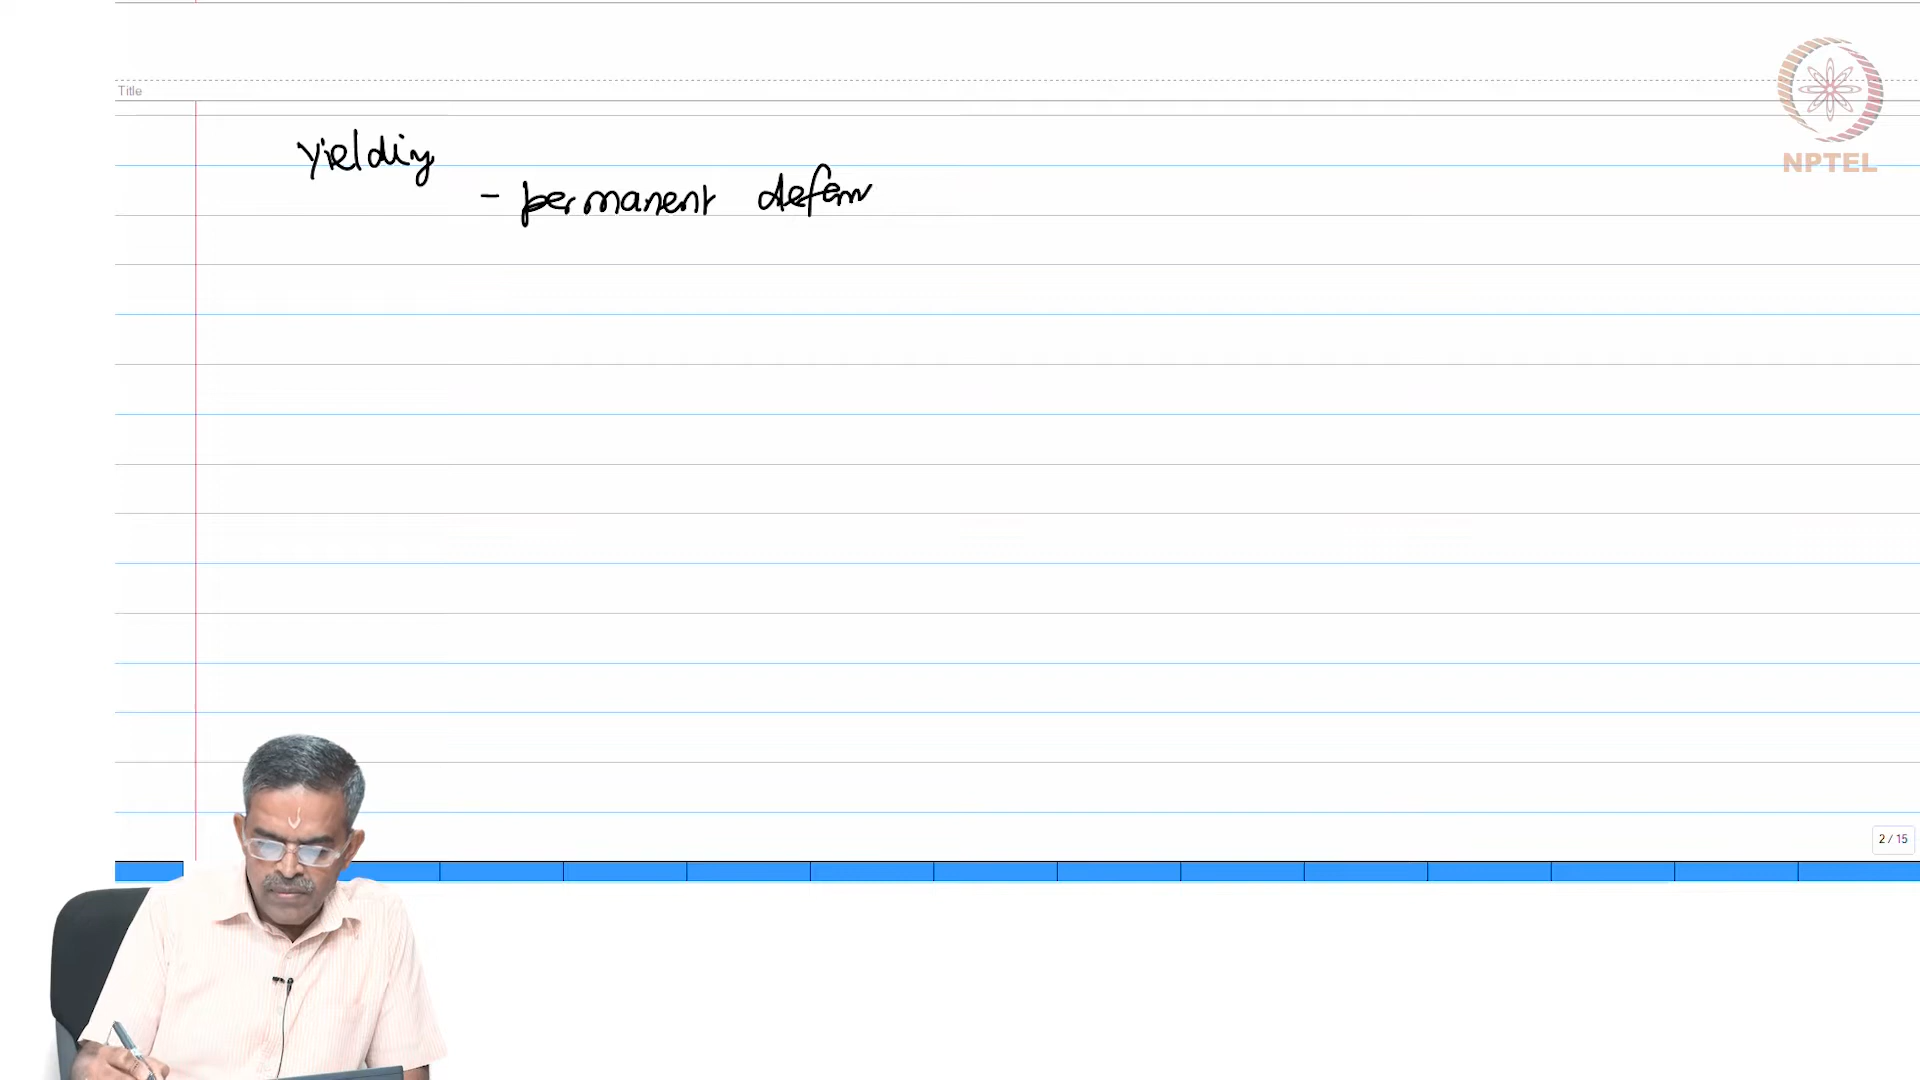 Title
NPTEL
yielding
- permanent deform
2 / 15